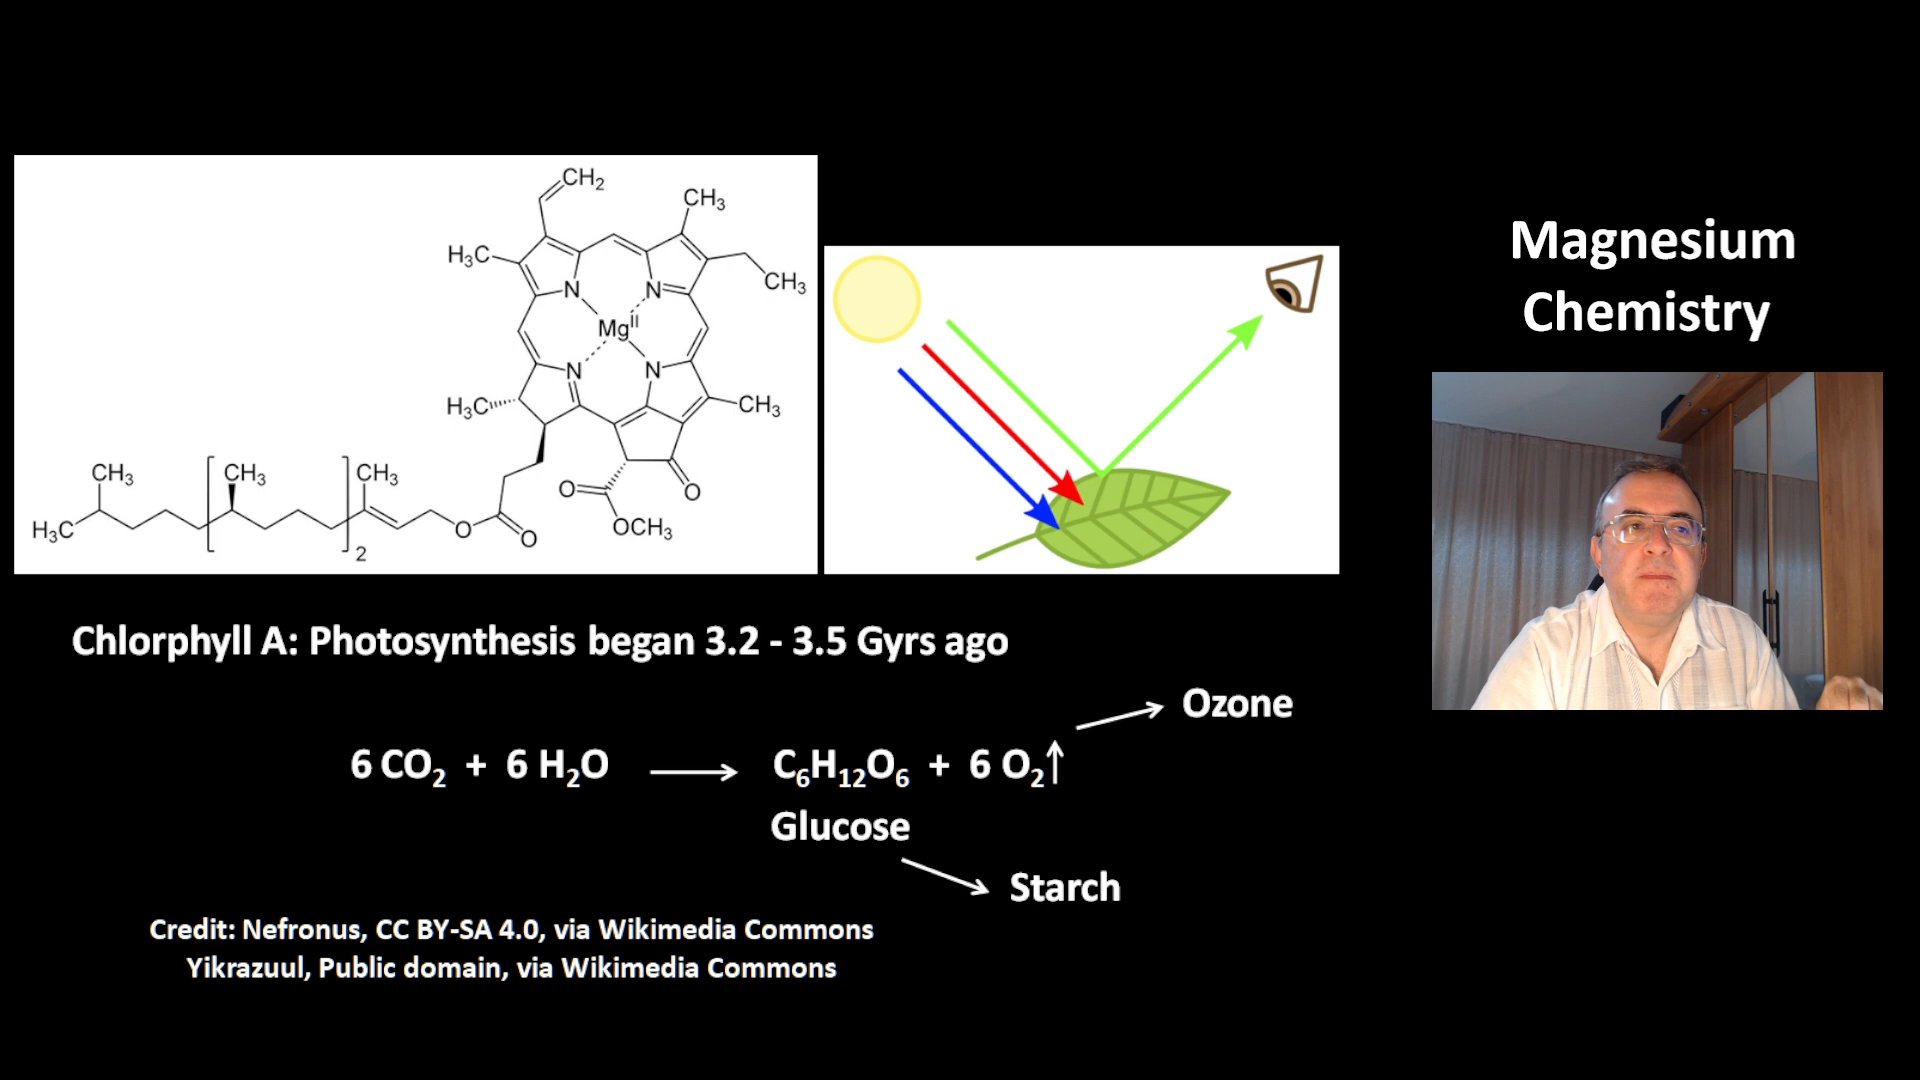 CH2
CH3
H3C
CH3
N
N
MgII
N
N
H3C
CH3
CH3
CH3
CH3
O
O
H3C
O
OCH3
O
2
Magnesium
Chemistry
Chlorphyll A: Photosynthesis began 3.2 - 3.5 Gyrs ago
Ozone
6 CO2 + 6 H2O ⟶ C6H12O6 + 6 O2↑
Glucose
Starch
Credit: Nefronus, CC BY-SA 4.0, via Wikimedia Commons
Yikrazuul, Public domain, via Wikimedia Commons